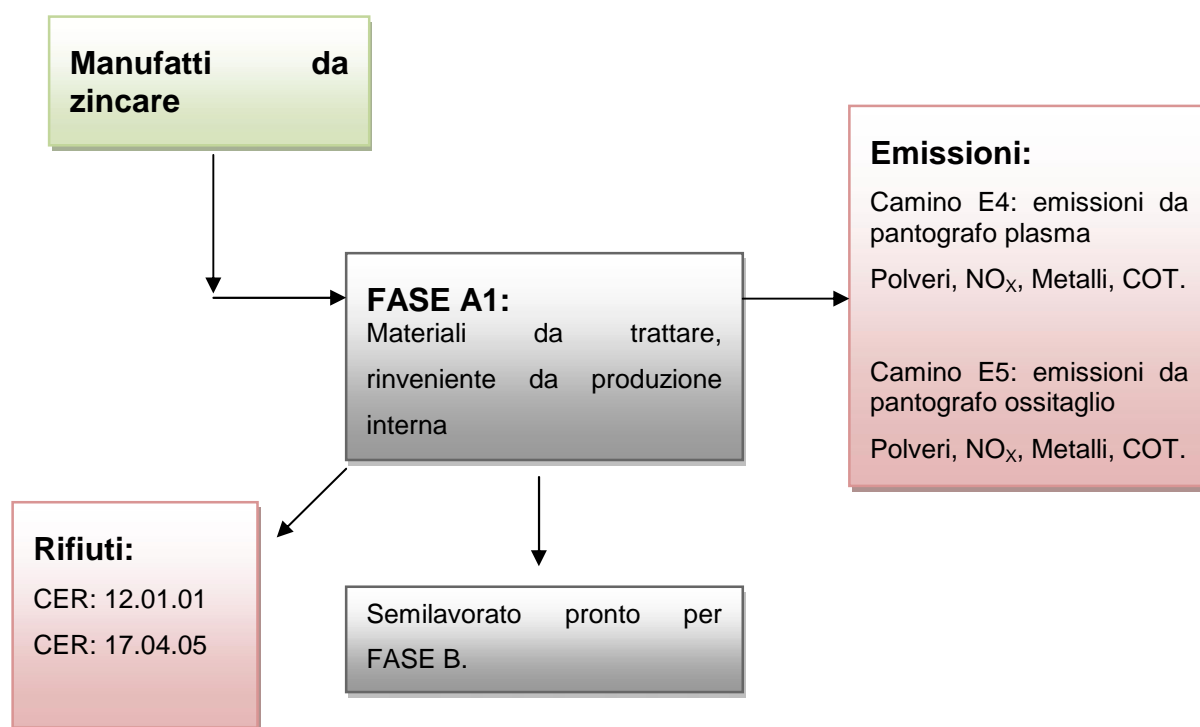 Manufatti da
zincare
Emissioni:
Camino E4: emissioni da
pantografo plasma
Polveri, NOX, Metalli, COT.
Camino E5: emissioni da
pantografo ossitaglio
Polveri, NOX, Metalli, COT.
FASE A1:
Materiali da trattare,
rinveniente da produzione
interna
Rifiuti:
CER: 12.01.01
CER: 17.04.05
Semilavorato pronto per
FASE B.